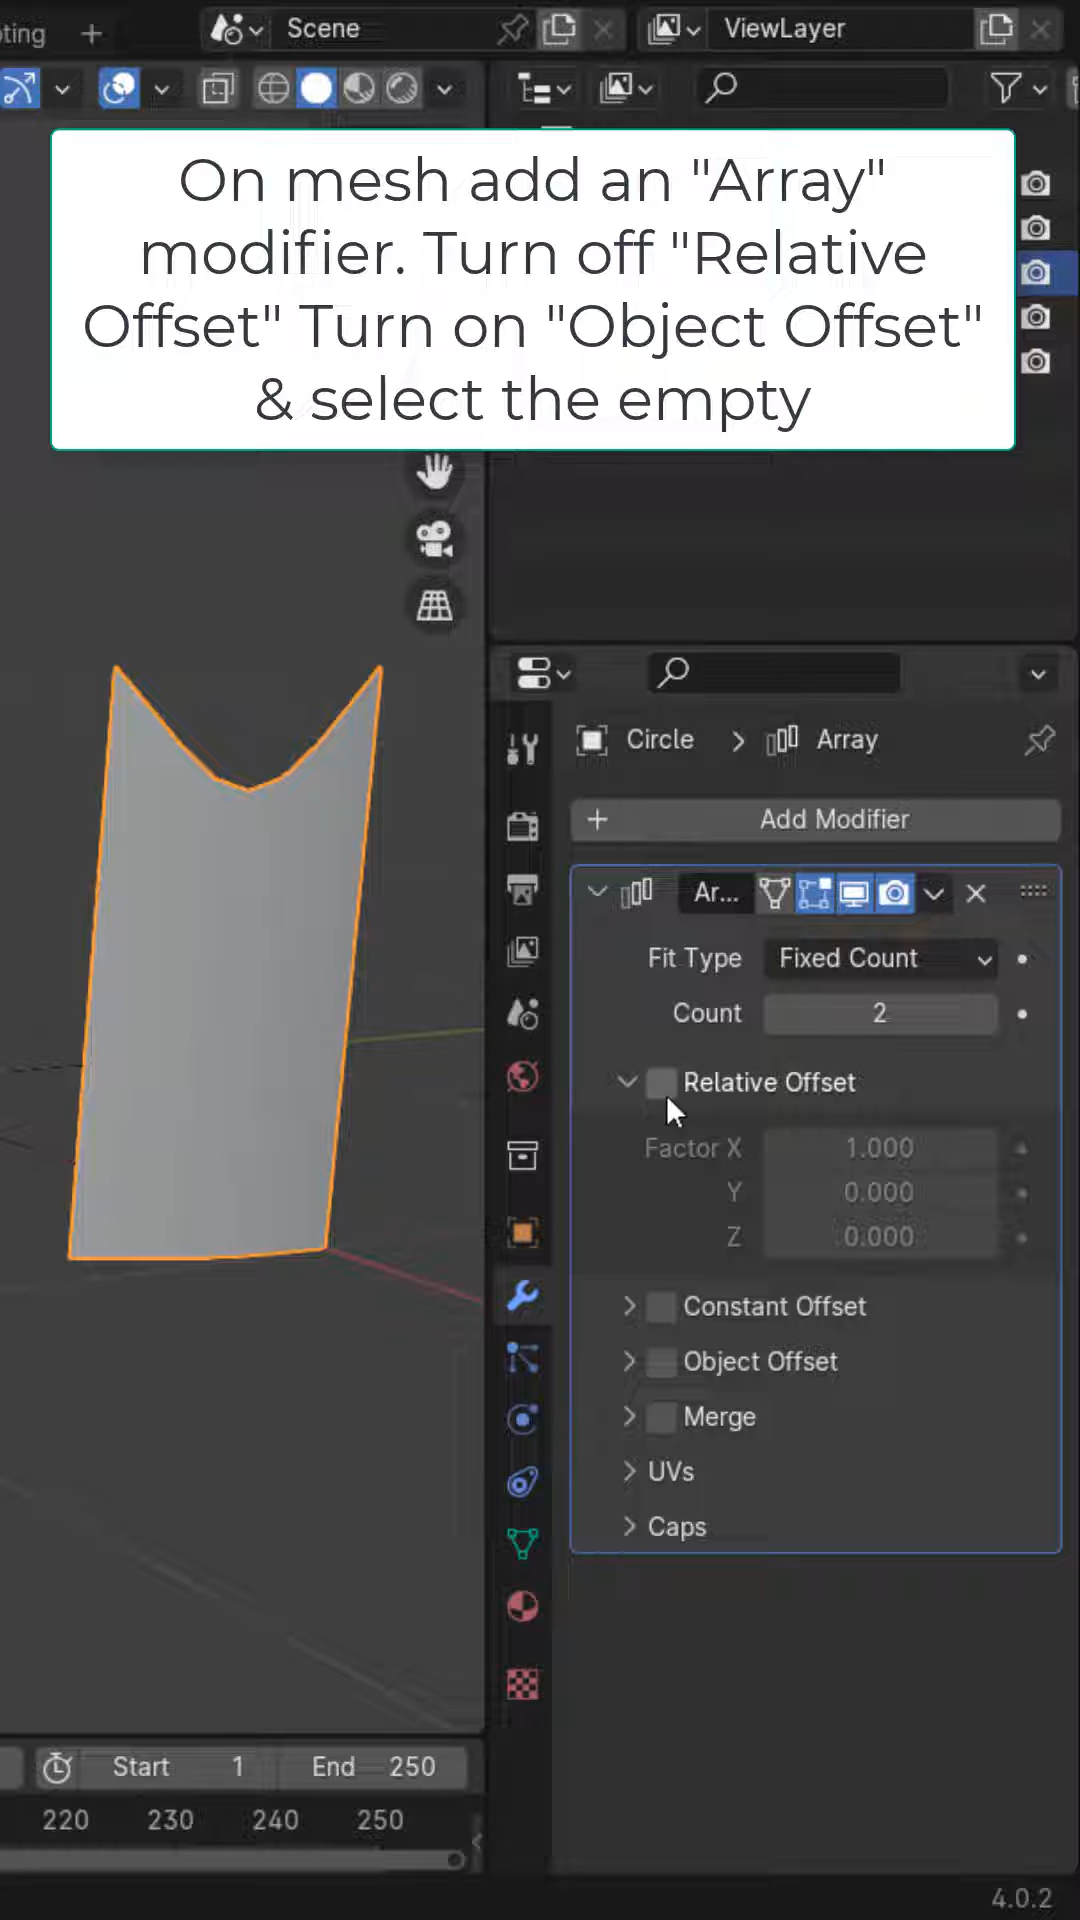 ting
Scene
ViewLayer
On mesh add an "Array"
modifier. Turn off "Relative
Offset" Turn on "Object Offset"
& select the empty
Circle > Array
+ Add Modifier
Ar...
Fit Type Fixed Count
Count 2
Relative Offset
Factor X 1.000
Y 0.000
Z 0.000
Constant Offset
Object Offset
Merge
UVs
Caps
Start 1 End 250
220 230 240 250
4.0.2